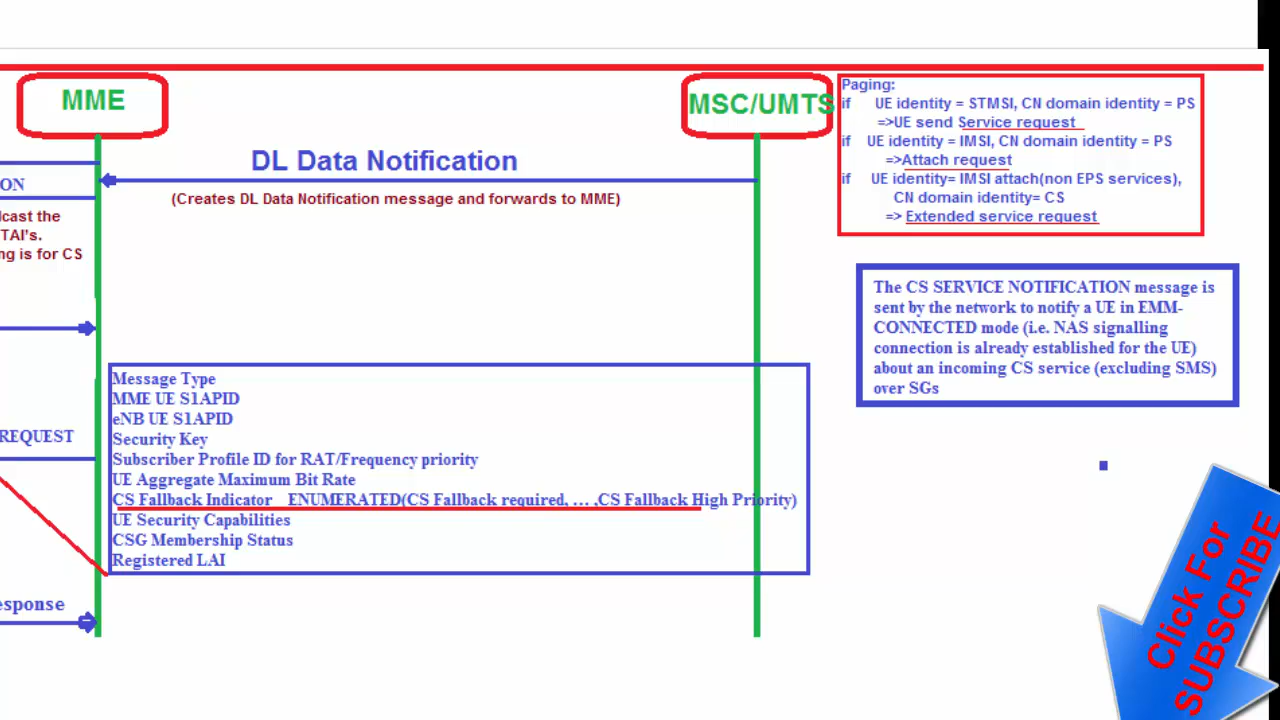 MME
MSC/UMTS
Paging:
if UE identity = STMSI, CN domain identity = PS
=>UE send Service request
if UE identity = IMSI, CN domain identity = PS
=>Attach request
if UE identity= IMSI attach(non EPS services),
CN domain identity= CS
=> Extended service request
DL Data Notification
(Creates DL Data Notification message and forwards to MME)
ON
dcast the
TAI's.
ng is for CS
The CS SERVICE NOTIFICATION message is
sent by the network to notify a UE in EMM-
CONNECTED mode (i.e. NAS signalling
connection is already established for the UE)
about an incoming CS service (excluding SMS)
over SGs
Message Type
MME UE S1APID
eNB UE S1APID
Security Key
Subscriber Profile ID for RAT/Frequency priority
UE Aggregate Maximum Bit Rate
CS Fallback Indicator ENUMERATED(CS Fallback required, ... ,CS Fallback High Priority)
UE Security Capabilities
CSG Membership Status
Registered LAI
REQUEST
esponse
Click For
SUBSCRIBE